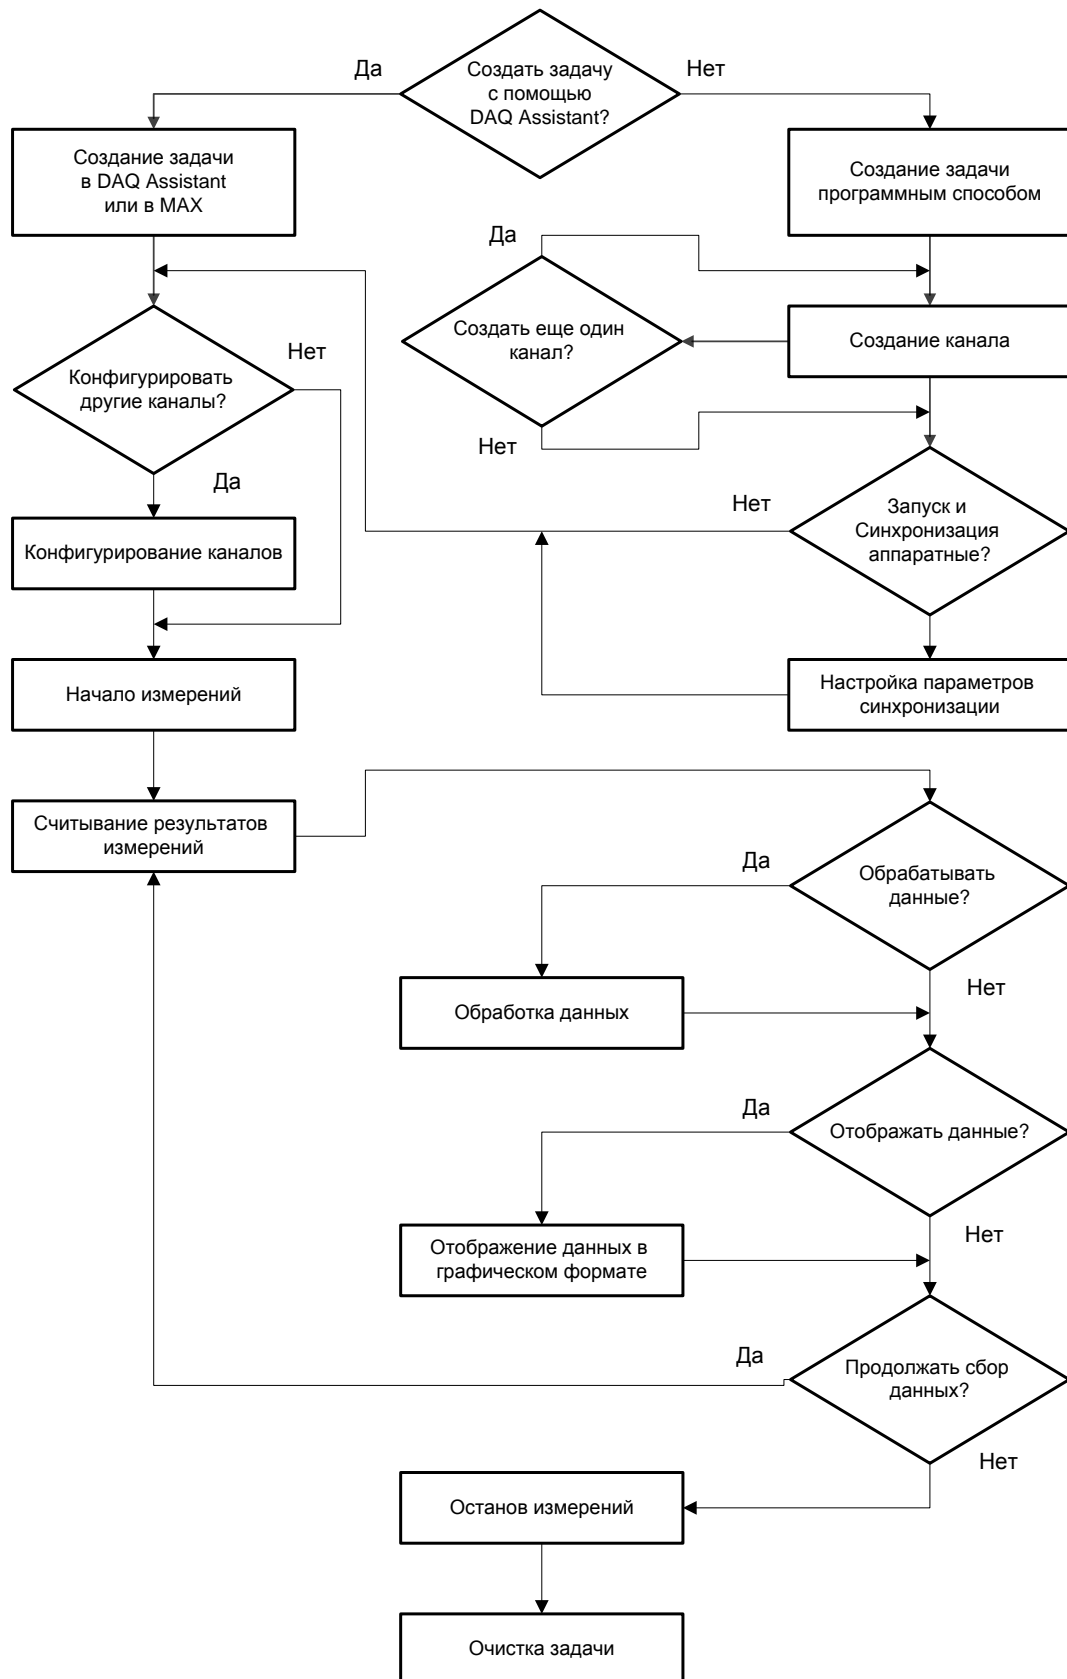 Да
Создать задачу
с помощью
DAQ Assistant?
Нет
Создание задачи
в DAQ Assistant
или в MAX
Создание задачи
программным способом
Да
Создать еще один
канал?
Создание канала
Нет
Конфигурировать
другие каналы?
Нет
Да
Нет
Запуск и
Синхронизация
аппаратные?
Конфигурирование каналов
Начало измерений
Настройка параметров
синхронизации
Считывание результатов
измерений
Да
Обрабатывать
данные?
Нет
Обработка данных
Да
Отображать данные?
Нет
Отображение данных в
графическом формате
Да
Продолжать сбор
данных?
Нет
Останов измерений
Очистка задачи